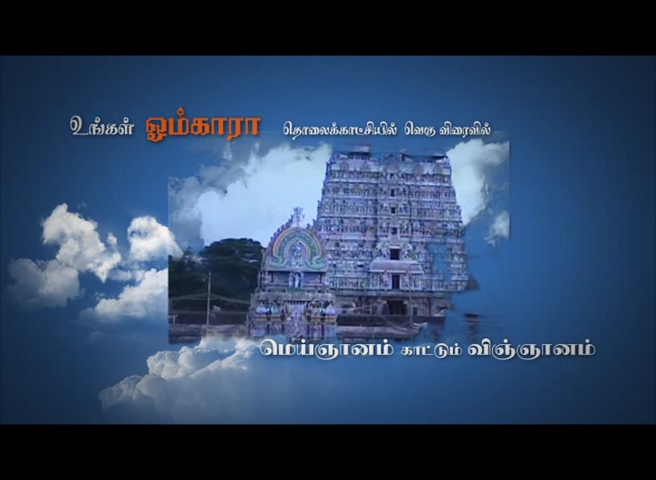 உங்கள் ஓம்காரா தொலைக்காட்சியில் வெகு விரைவில்
மெய்ஞானம் காட்டும் விஞ்ஞானம்